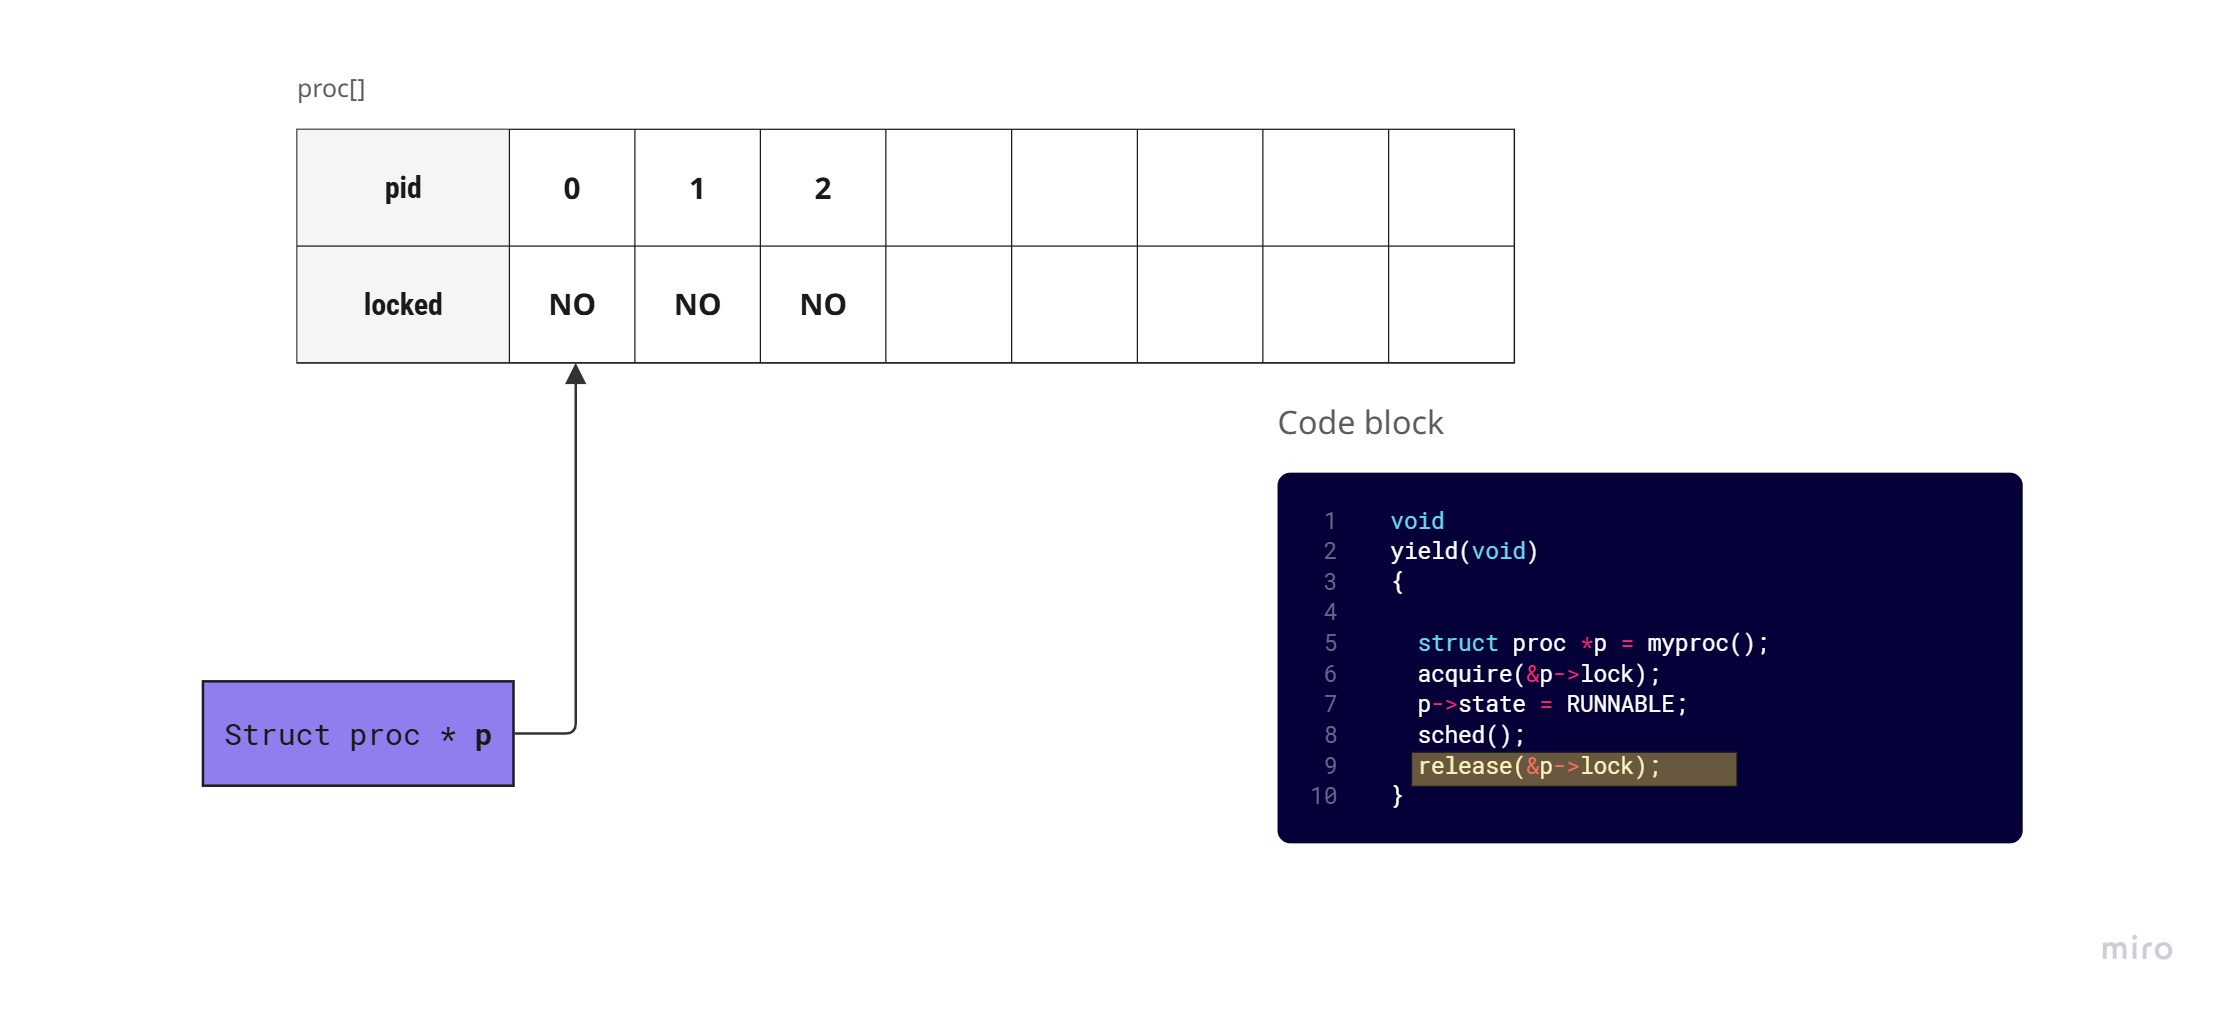 proc[]
pid 0 1 2
locked NO NO NO
Code block
1 void
2 yield(void)
3 {
4
5 struct proc *p = myproc();
6 acquire(&p->lock);
7 p->state = RUNNABLE;
8 sched();
9 release(&p->lock);
10 }
Struct proc * p
miro